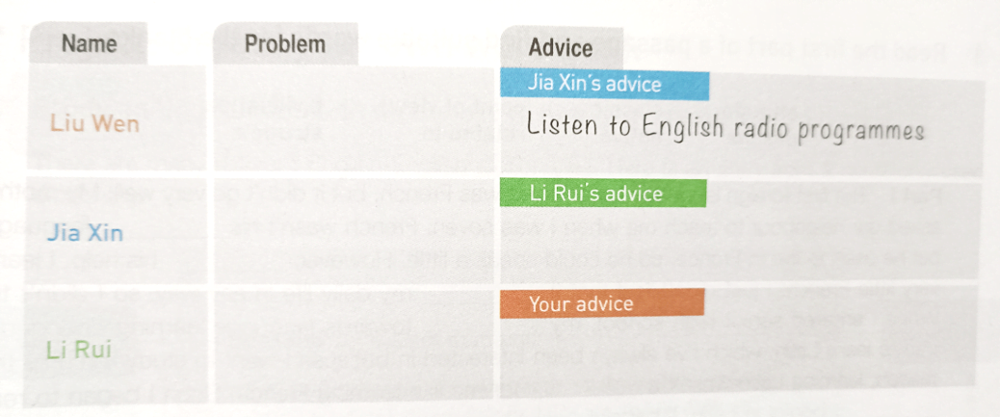 Name Problem Advice
Jia Xin's advice
Liu Wen
Listen to English radio programmes
Li Rui's advice
Jia Xin
Your advice
Li Rui